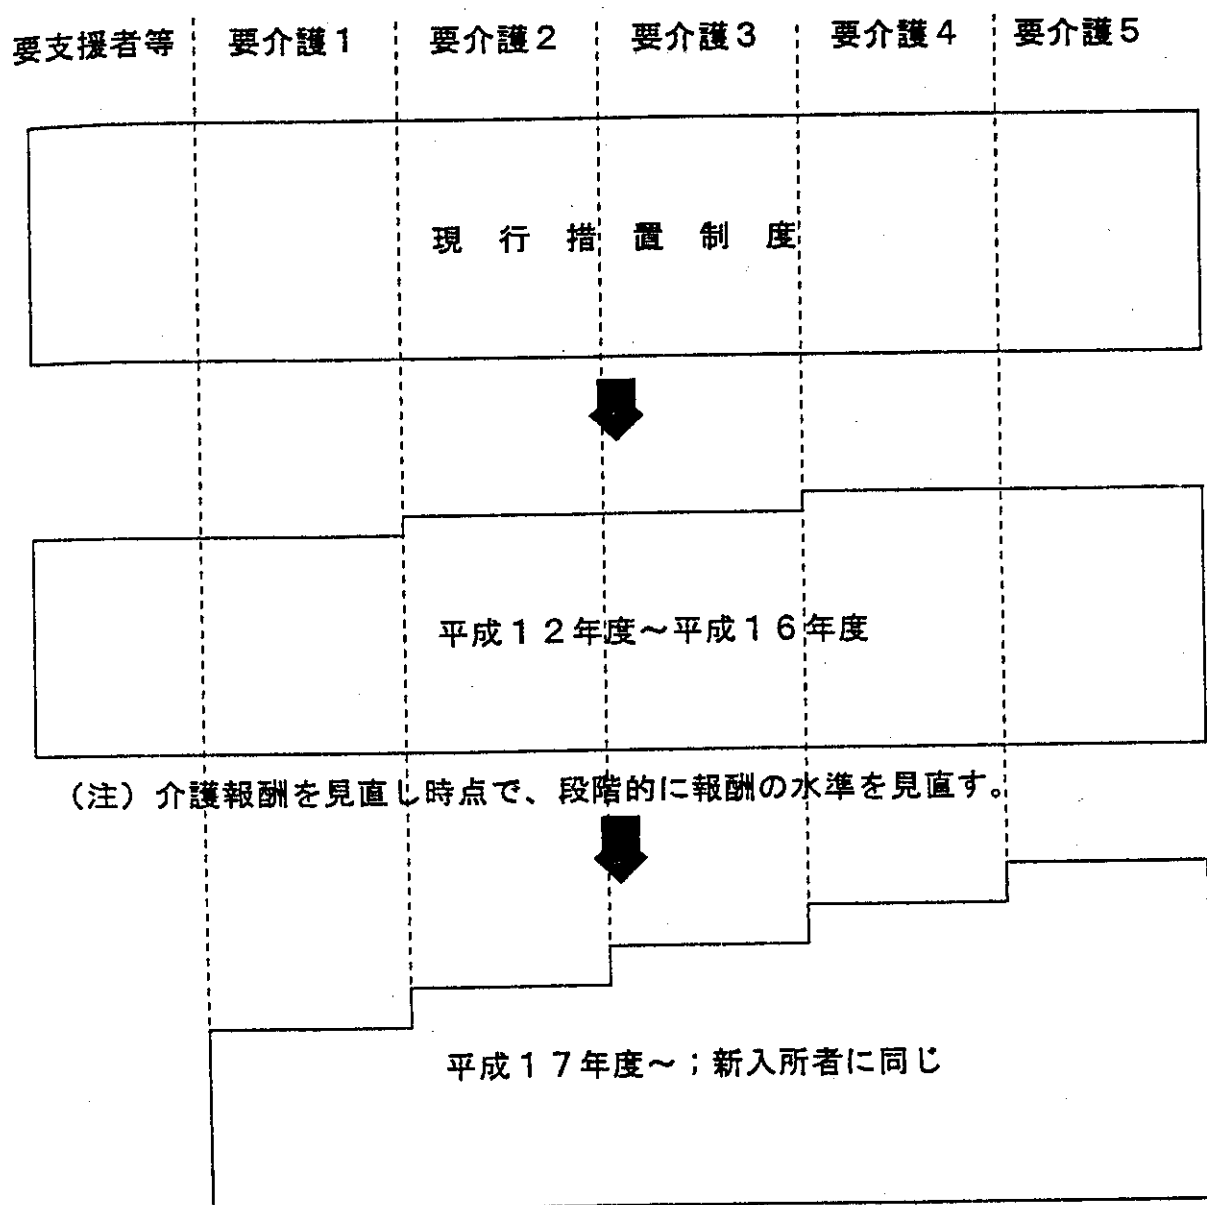 要支援者等 要介護1 要介護2 要介護3 要介護4 要介護5
現行措置制度
平成12年度～平成16年度
（注）介護報酬を見直し時点で、段階的に報酬の水準を見直す。
平成17年度～；新入所者に同じ